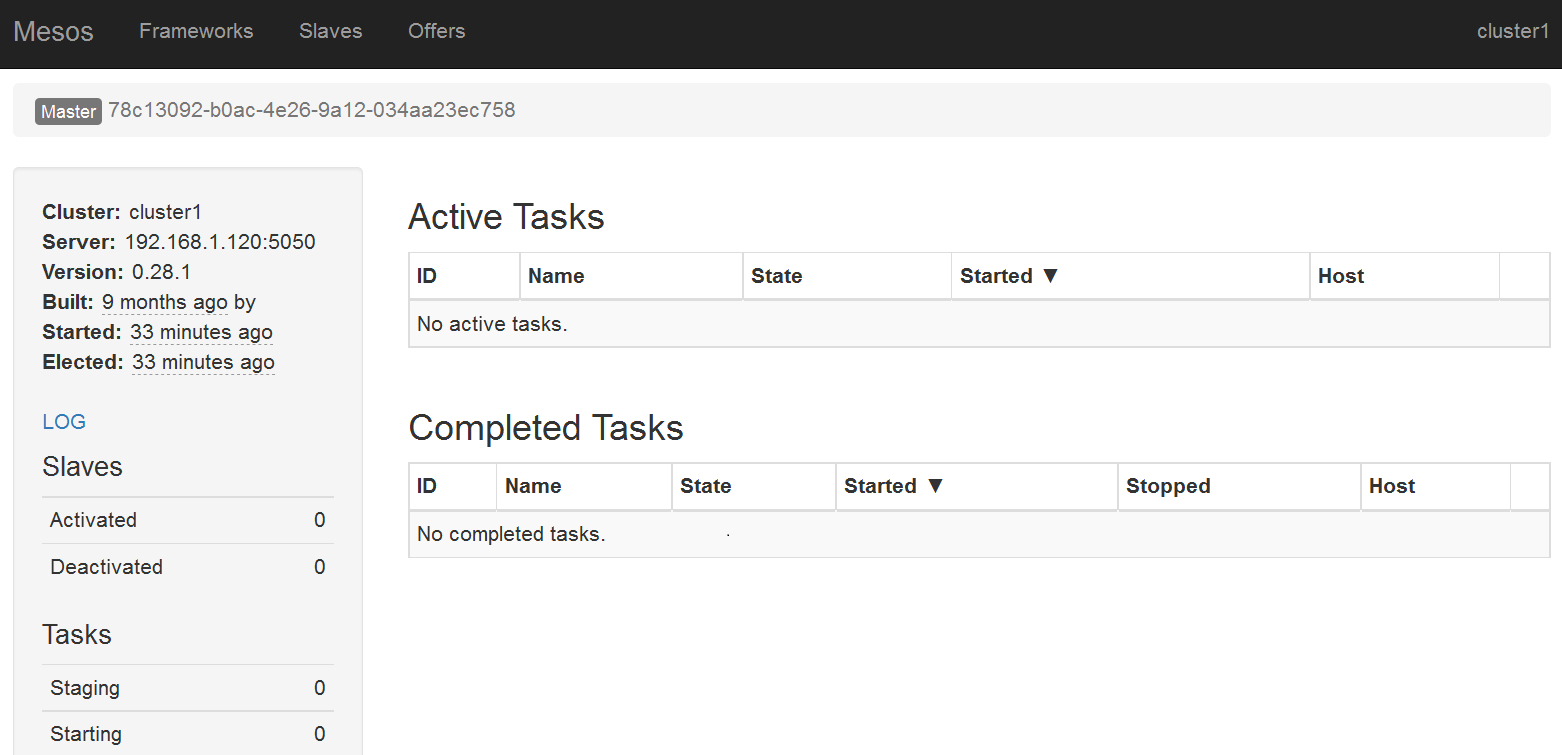 Mesos Frameworks Slaves Offers cluster1
Master 78c13092-b0ac-4e26-9a12-034aa23ec758
Cluster: cluster1
Server: 192.168.1.120:5050
Version: 0.28.1
Built: 9 months ago by
Started: 33 minutes ago
Elected: 33 minutes ago
LOG
Slaves
Activated 0
Deactivated 0
Tasks
Staging 0
Starting 0
Active Tasks
ID Name State Started ▼ Host
No active tasks.
Completed Tasks
ID Name State Started ▼ Stopped Host
No completed tasks.